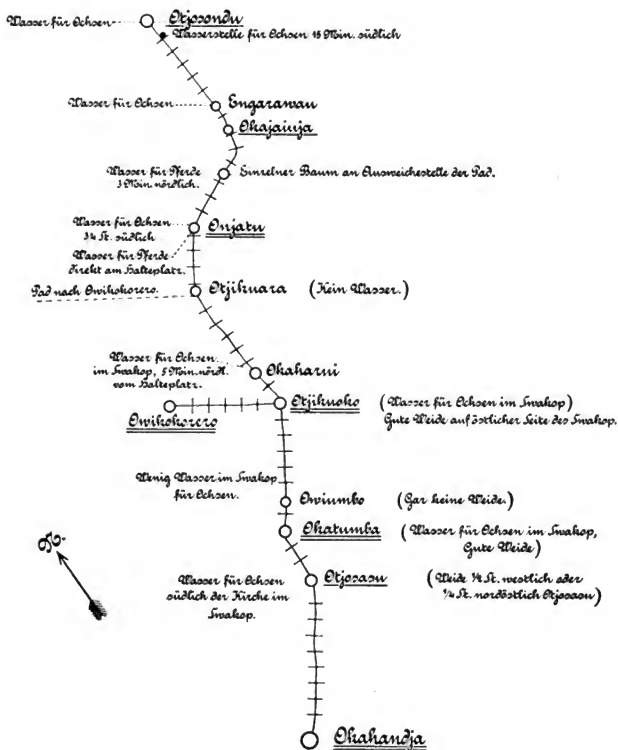 Otjosondu
Wasser für Ochsen
Wasserstelle für Ochsen 15 Min. südlich
Wasser für Ochsen
Engarawau
Okajainja
Wasser für Pferde
3 Min. nördlich.
Einzelner Baum an Ausweichestelle der Pad.
Wasser für Ochsen
¾ St. südlich
Onjatu
Wasser für Pferde
direkt am Halteplatz.
Pad nach Owikokorero.
Otjikuara (Kein Wasser.)
Wasser für Ochsen
im Swakop, 5 Min. nördl.
vom Halteplatz.
Okaharui
Otjikuoko (Wasser für Ochsen im Swakop)
Gute Weide auf östlicher Seite des Swakop.
Owikokorero
Wenig Wasser im Swakop
für Ochsen.
Owiumbo (Gar keine Weide.)
Okatumba (Wasser für Ochsen im Swakop,
Gute Weide)
N.
Wasser für Ochsen
südlich der Kirche im
Swakop.
Otjosasu (Weide ¼ St. westlich oder
¼ St. nordöstlich Otjosasu)
Okahandja